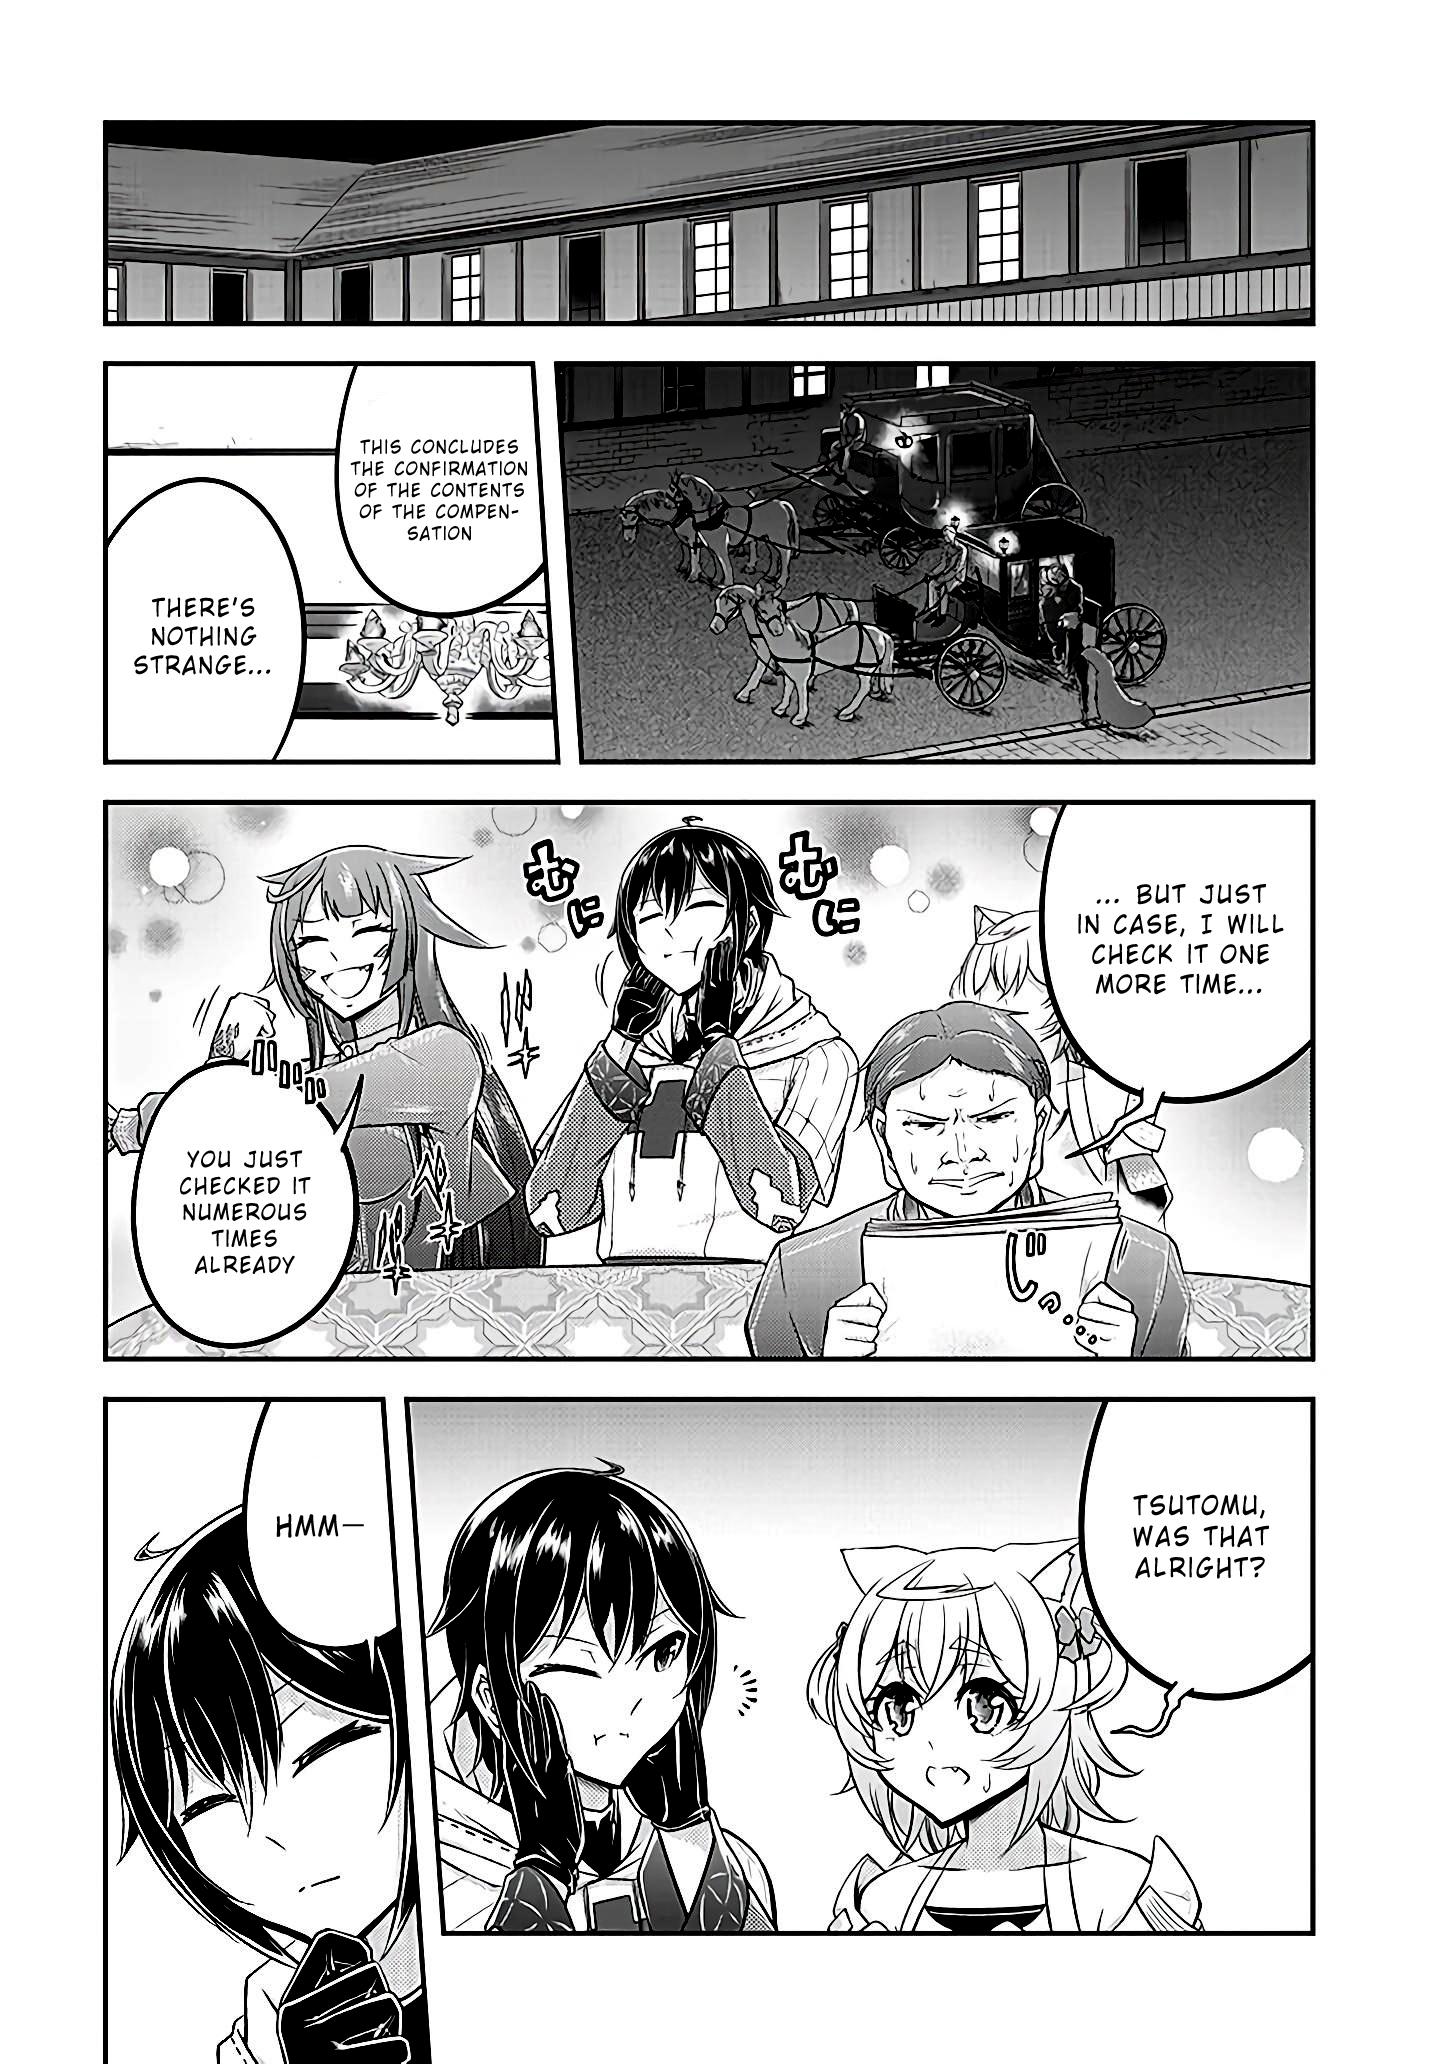 THIS CONCLUDES
THE CONFIRMATION
OF THE CONTENTS
OF THE COMPEN-
SATION
THERE'S
NOTHING
STRANGE...
... BUT JUST
IN CASE, I WILL
CHECK IT ONE
MORE TIME...
むに
むに
じっ...
YOU JUST
CHECKED IT
NUMEROUS
TIMES
ALREADY
TSUTOMU,
WAS THAT
ALRIGHT?
HMM—